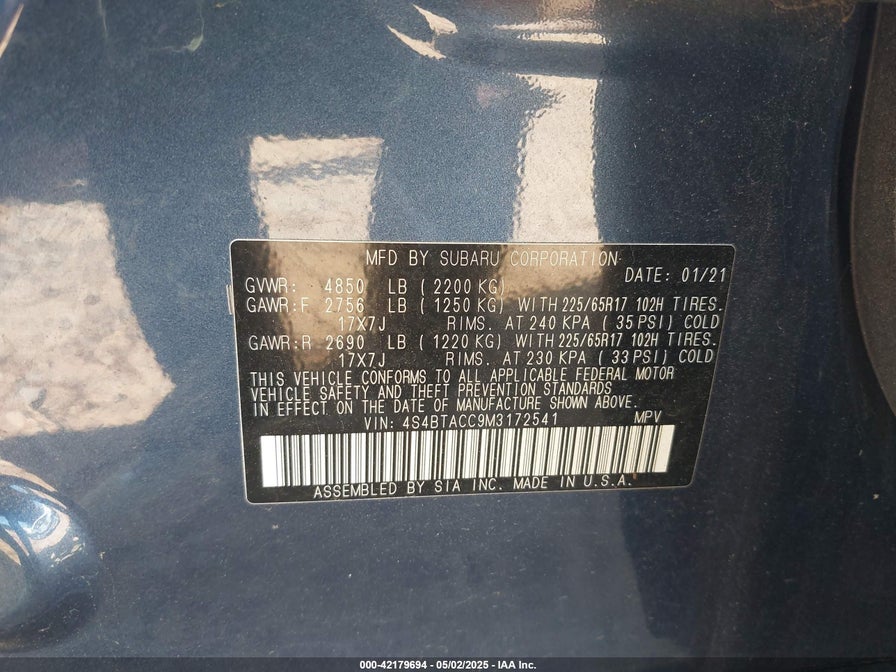 MFD BY SUBARU CORPORATION
DATE: 01/21
GVWR: 4850 LB (2200 KG)
GAWR:F 2756 LB (1250 KG) WITH 225/65R17 102H TIRES.
17X7J RIMS. AT 240 KPA (35 PSI) COLD
GAWR:R 2690 LB (1220 KG) WITH 225/65R17 102H TIRES.
17X7J RIMS. AT 230 KPA (33 PSI) COLD
THIS VEHICLE CONFORMS TO ALL APPLICABLE FEDERAL MOTOR
VEHICLE SAFETY AND THEFT PREVENTION STANDARDS
IN EFFECT ON THE DATE OF MANUFACTURE SHOWN ABOVE.
VIN: 4S4BTACC9M3172541 MPV
ASSEMBLED BY SIA INC. MADE IN U.S.A.
000-42179694 - 05/02/2025 - IAA Inc.